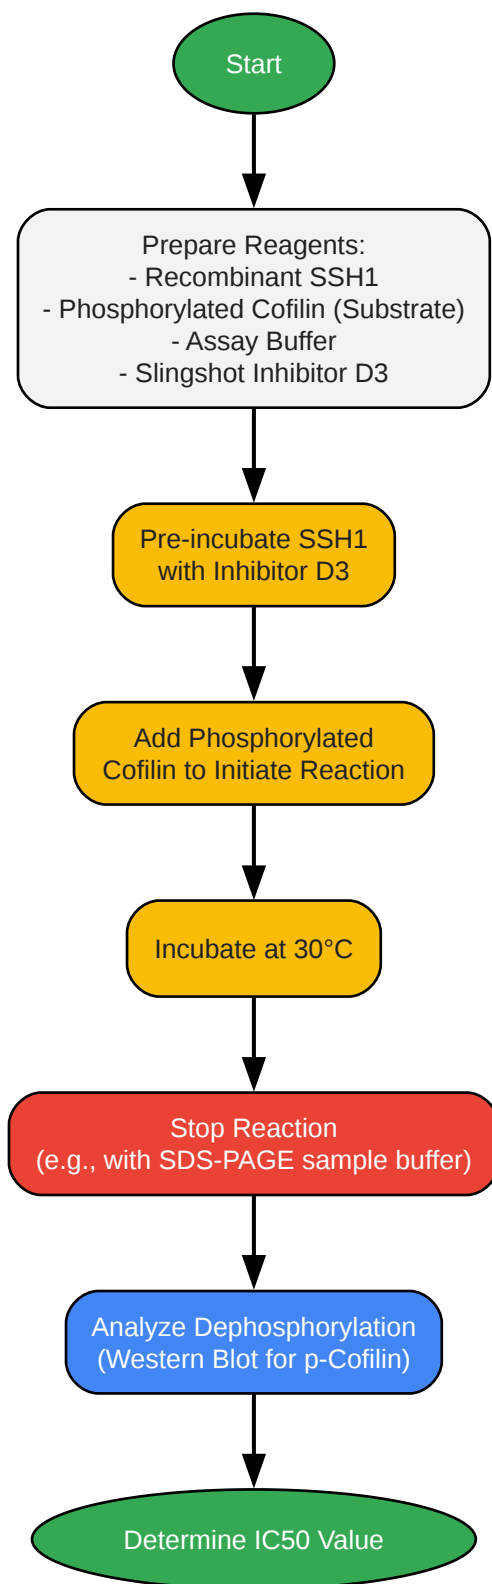 Start
Prepare Reagents:
- Recombinant SSH1
- Phosphorylated Cofilin (Substrate)
- Assay Buffer
- Slingshot Inhibitor D3
Pre-incubate SSH1
with Inhibitor D3
Add Phosphorylated
Cofilin to Initiate Reaction
Incubate at 30°C
Stop Reaction
(e.g., with SDS-PAGE sample buffer)
Analyze Dephosphorylation
(Western Blot for p-Cofilin)
Determine IC50 Value